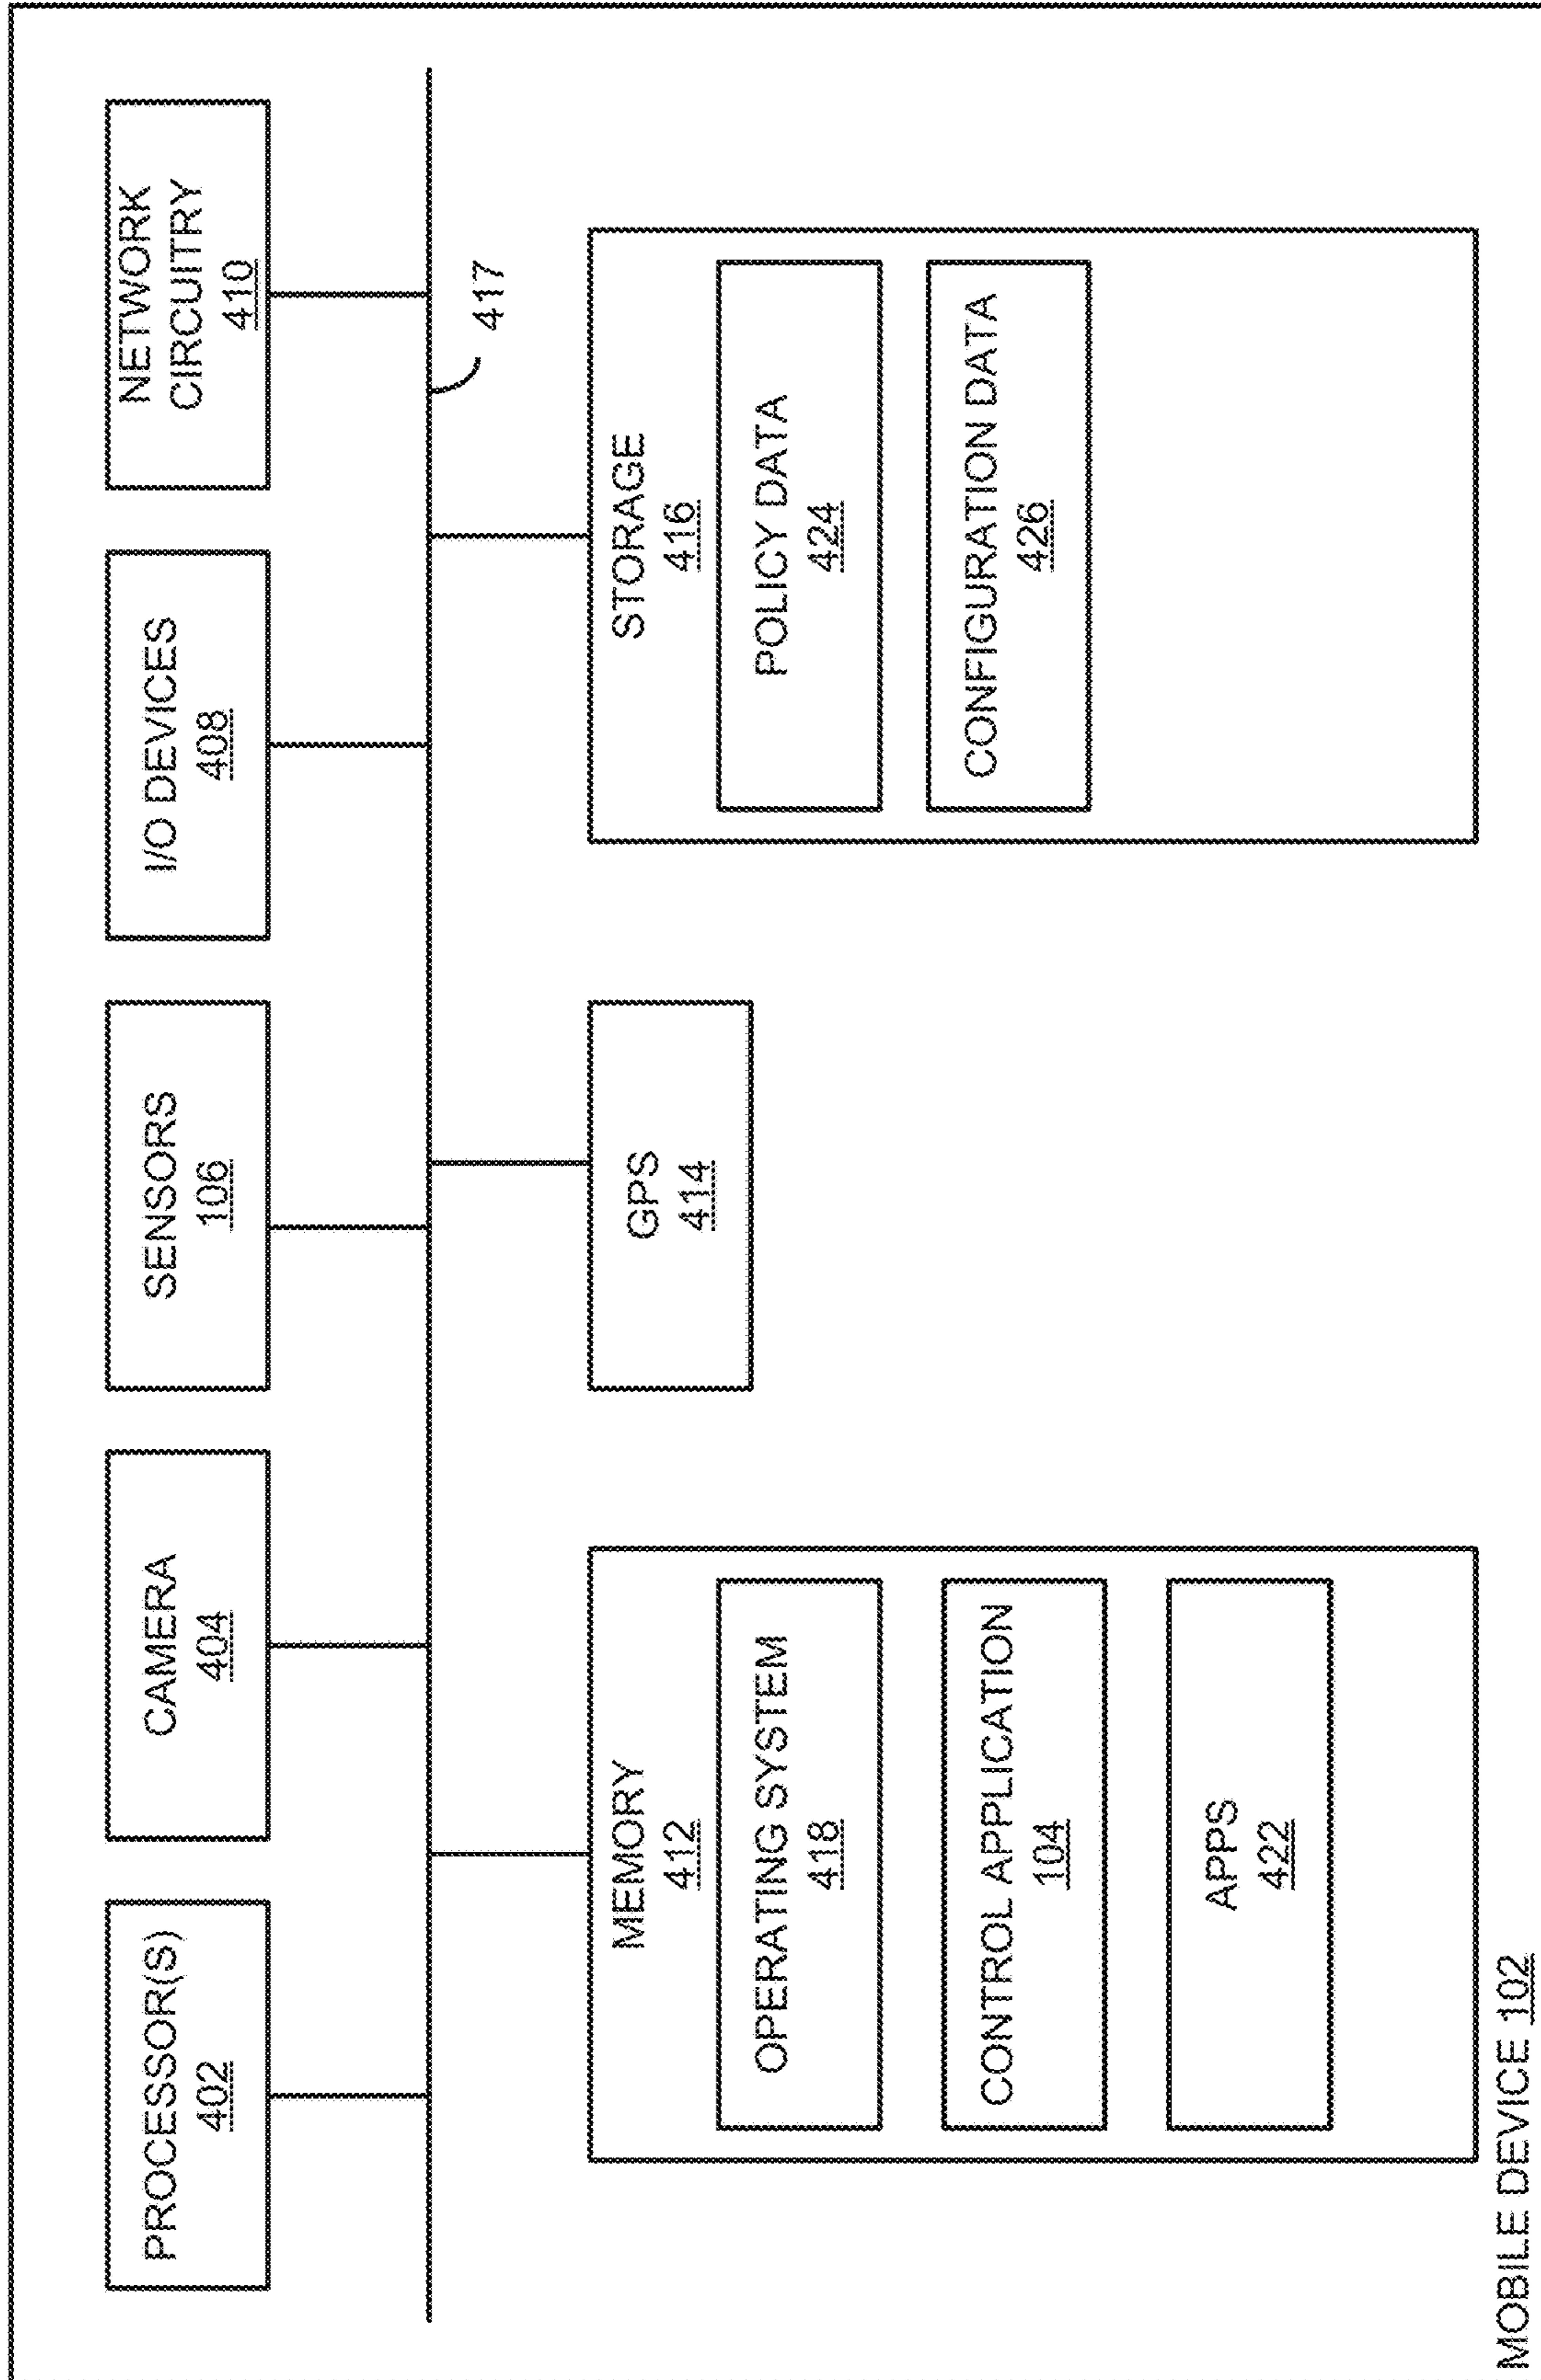 PROCESSOR(S)
402
CAMERA
404
SENSORS
106
I/O DEVICES
408
NETWORK
CIRCUITRY
410
417
MEMORY
412
OPERATING SYSTEM
418
CONTROL APPLICATION
104
APPS
422
GPS
414
STORAGE
416
POLICY DATA
424
CONFIGURATION DATA
426
MOBILE DEVICE 102